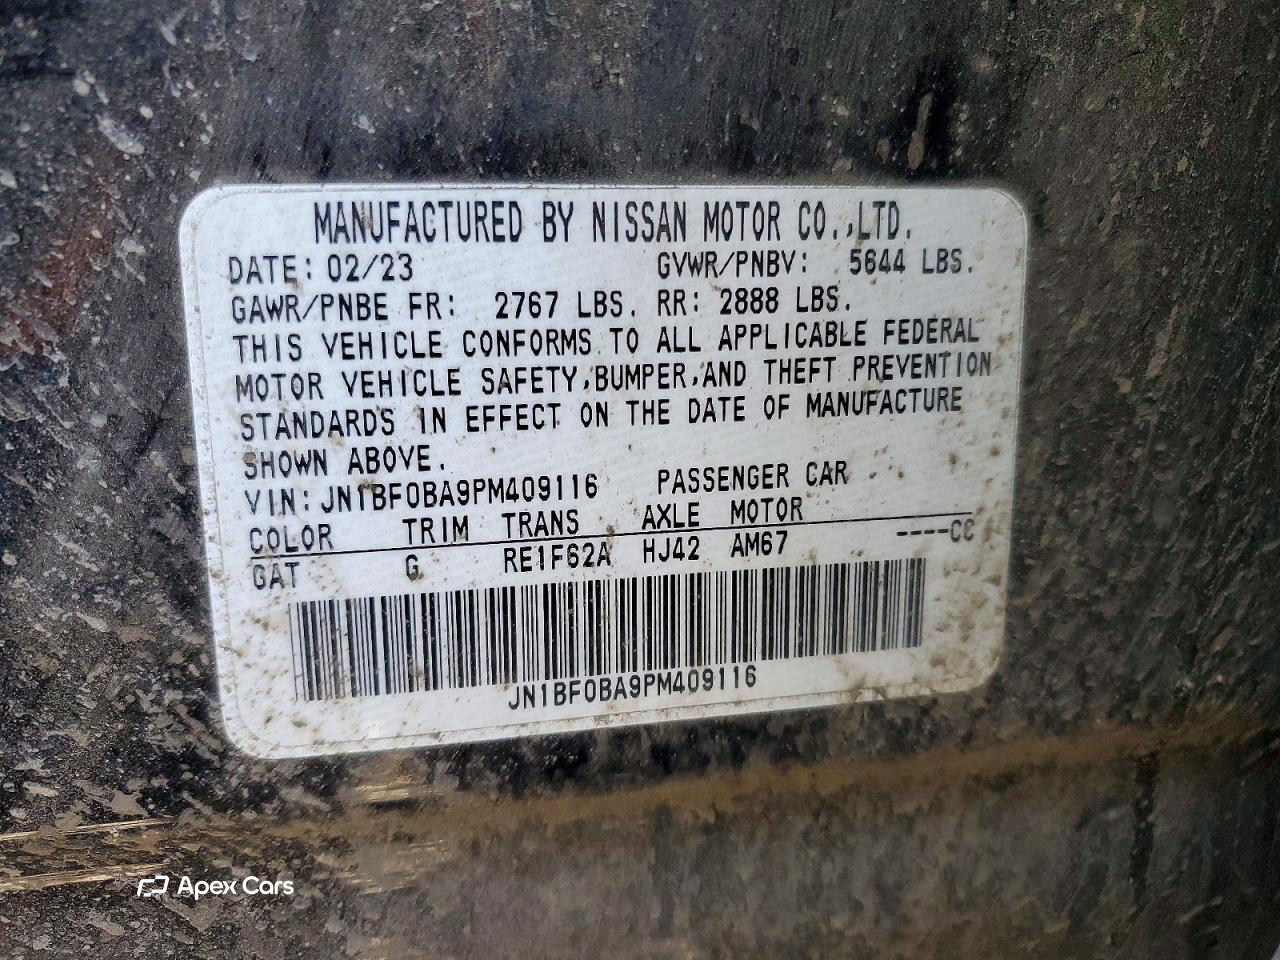 MANUFACTURED BY NISSAN MOTOR CO.,LTD.
DATE: 02/23 GVWR/PNBV: 5644 LBS.
GAWR/PNBE FR: 2767 LBS. RR: 2888 LBS.
THIS VEHICLE CONFORMS TO ALL APPLICABLE FEDERAL
MOTOR VEHICLE SAFETY,BUMPER,AND THEFT PREVENTION
STANDARDS IN EFFECT ON THE DATE OF MANUFACTURE
SHOWN ABOVE.
VIN: JN1BF0BA9PM409116 PASSENGER CAR
COLOR TRIM TRANS AXLE MOTOR
GAT G RE1F62A HJ42 AM67 ----CC
JN1BF0BA9PM409116
Apex Cars